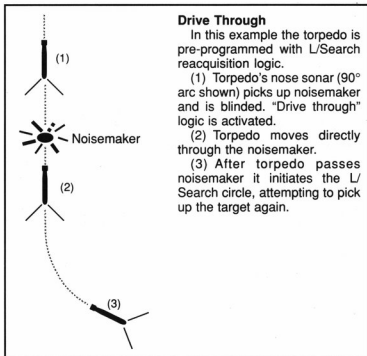 Drive Through
In this example the torpedo is
pre-programmed with L/Search
reacquisition logic.
(1) Torpedo's nose sonar (90°
arc shown) picks up noisemaker
and is blinded. "Drive through"
logic is activated.
(2) Torpedo moves directly
through the noisemaker.
(3) After torpedo passes
noisemaker it initiates the L/
Search circle, attempting to pick
up the target again.
(1)
Noisemaker
(2)
(3)